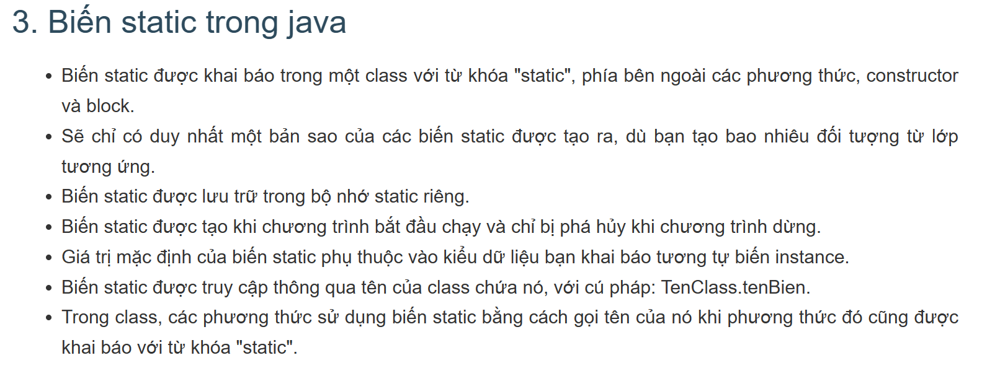 3. Biến static trong java
Biến static được khai báo trong một class với từ khóa "static", phía bên ngoài các phương thức, constructor
và block.
Sẽ chỉ có duy nhất một bản sao của các biến static được tạo ra, dù bạn tạo bao nhiêu đối tượng từ lớp
tương ứng.
Biến static được lưu trữ trong bộ nhớ static riêng.
Biến static được tạo khi chương trình bắt đầu chạy và chỉ bị phá hủy khi chương trình dừng.
Giá trị mặc định của biến static phụ thuộc vào kiểu dữ liệu bạn khai báo tương tự biến instance.
Biến static được truy cập thông qua tên của class chứa nó, với cú pháp: TenClass.tenBien.
Trong class, các phương thức sử dụng biến static bằng cách gọi tên của nó khi phương thức đó cũng được
khai báo với từ khóa "static".